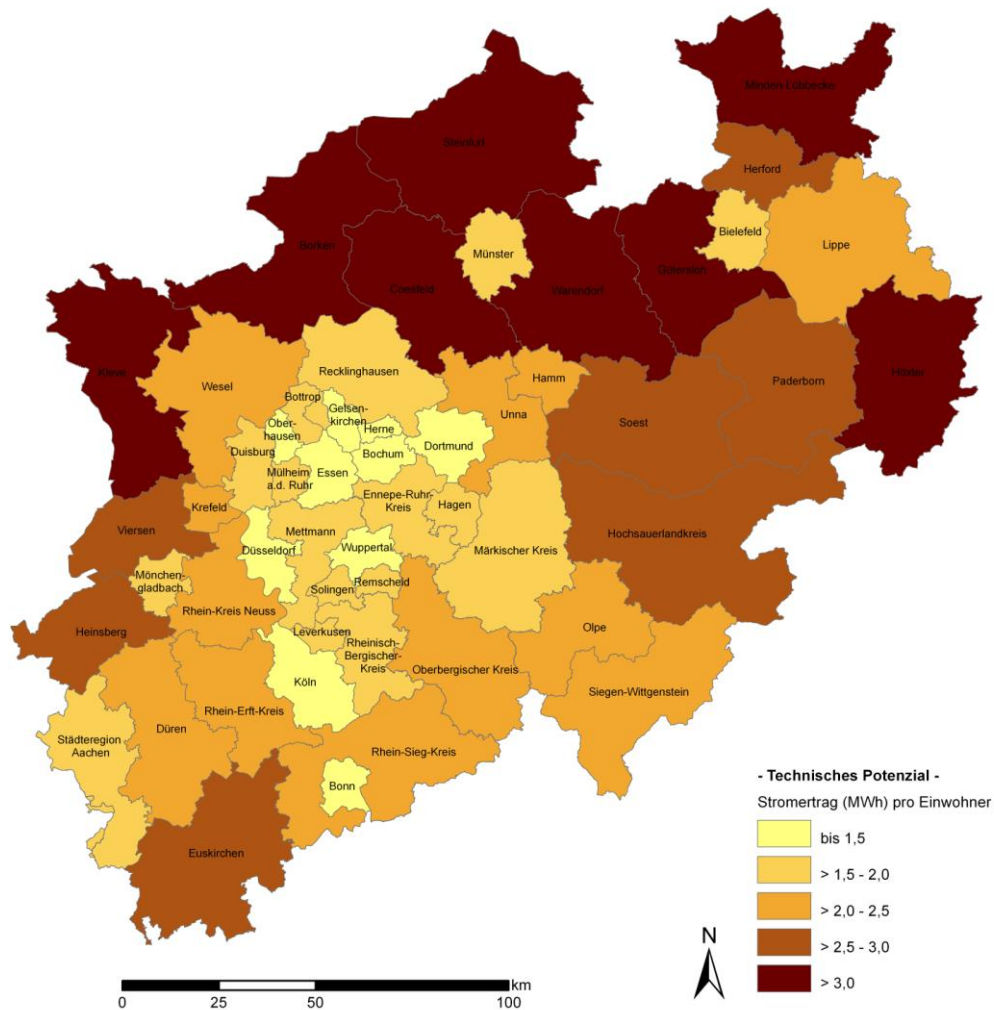 Minden-Lübbecke
Steinfurt
Herford
Bielefeld
Lippe
Münster
Borken
Gütersloh
Coesfeld
Warendorf
Kleve
Höxter
Paderborn
Recklinghausen
Hamm
Wesel
Bottrop
Unna
Gelsen-
kirchen
Soest
Ober-
hausen
Herne
Dortmund
Duisburg
Bochum
Essen
Mülheim
a.d. Ruhr
Ennepe-Ruhr-
Kreis
Hagen
Krefeld
Viersen
Mettmann
Hochsauerlandkreis
Düsseldorf
Wuppertal
Märkischer Kreis
Mönchen-
gladbach
Remscheid
Solingen
Rhein-Kreis Neuss
Heinsberg
Leverkusen
Olpe
Rheinisch-
Bergischer-
Kreis
Oberbergischer Kreis
Köln
Siegen-Wittgenstein
Rhein-Erft-Kreis
Düren
Städteregion
Aachen
Rhein-Sieg-Kreis
Bonn
Euskirchen
- Technisches Potenzial -
Stromertrag (MWh) pro Einwohner
bis 1,5
> 1,5 - 2,0
> 2,0 - 2,5
> 2,5 - 3,0
> 3,0
N
km
0 25 50 100